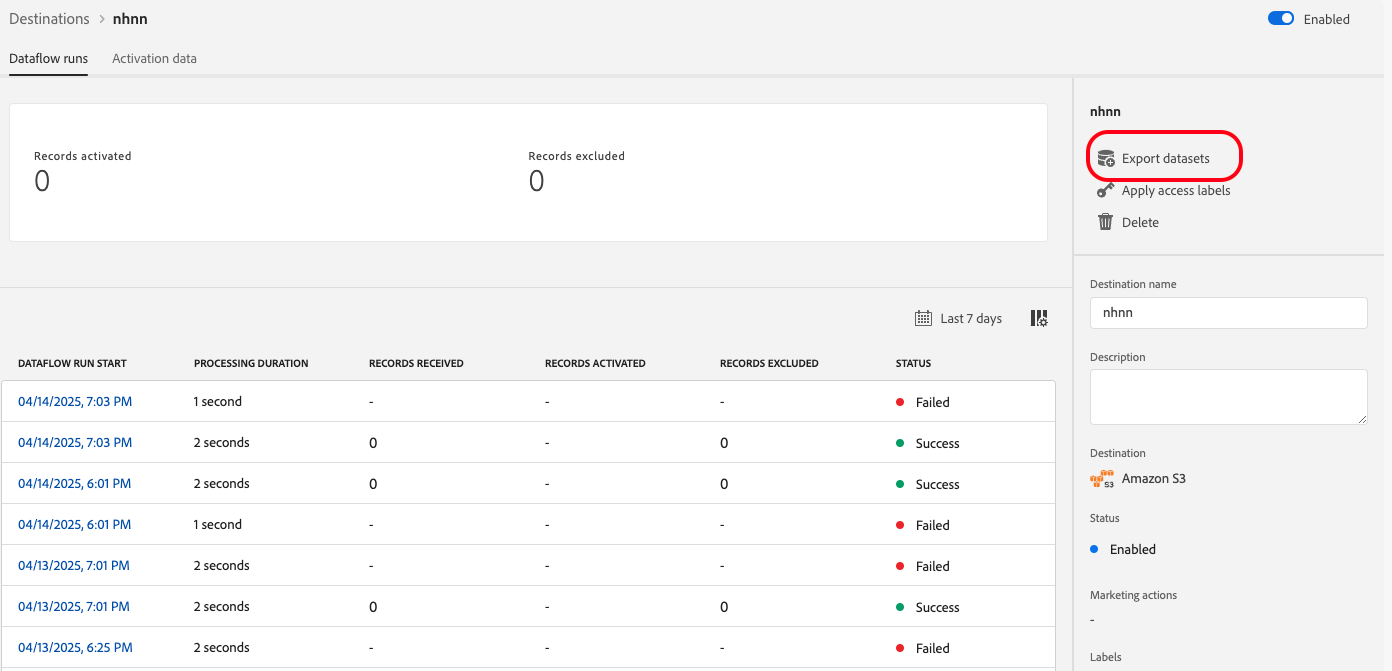 Destinations > nhnn
Enabled
Dataflow runs Activation data
Records activated Records excluded
0 0
Last 7 days
DATAFLOW RUN START PROCESSING DURATION RECORDS RECEIVED RECORDS ACTIVATED RECORDS EXCLUDED STATUS
04/14/2025, 7:03 PM 1 second - - - Failed
04/14/2025, 7:03 PM 2 seconds 0 - 0 Success
04/14/2025, 6:01 PM 2 seconds 0 - 0 Success
04/14/2025, 6:01 PM 1 second - - - Failed
04/13/2025, 7:01 PM 2 seconds - - - Failed
04/13/2025, 7:01 PM 2 seconds 0 - 0 Success
04/13/2025, 6:25 PM 2 seconds - - - Failed
nhnn
Export datasets
Apply access labels
Delete
Destination name
nhnn
Description
Destination
S3 Amazon S3
Status
Enabled
Marketing actions
-
Labels